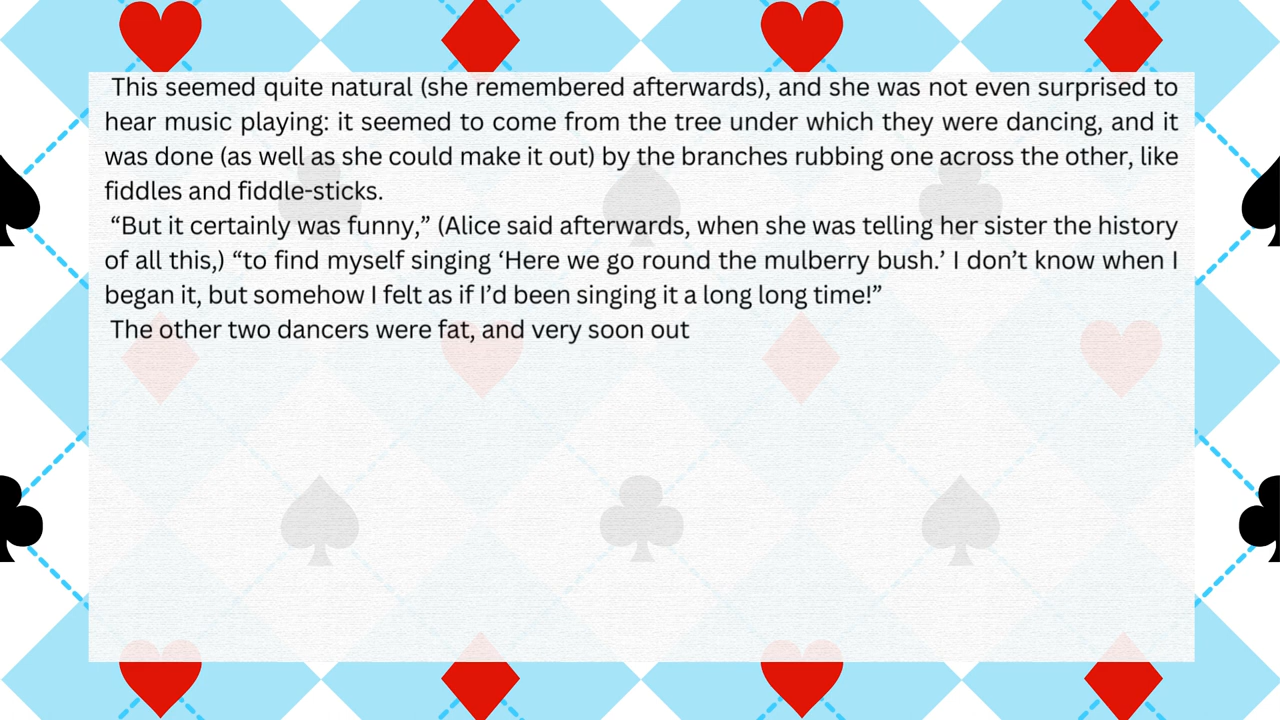 This seemed quite natural (she remembered afterwards), and she was not even surprised to
hear music playing: it seemed to come from the tree under which they were dancing, and it
was done (as well as she could make it out) by the branches rubbing one across the other, like
fiddles and fiddle-sticks.
“But it certainly was funny,” (Alice said afterwards, when she was telling her sister the history
of all this,) “to find myself singing ‘Here we go round the mulberry bush.’ I don’t know when I
began it, but somehow I felt as if I’d been singing it a long long time!”
The other two dancers were fat, and very soon out